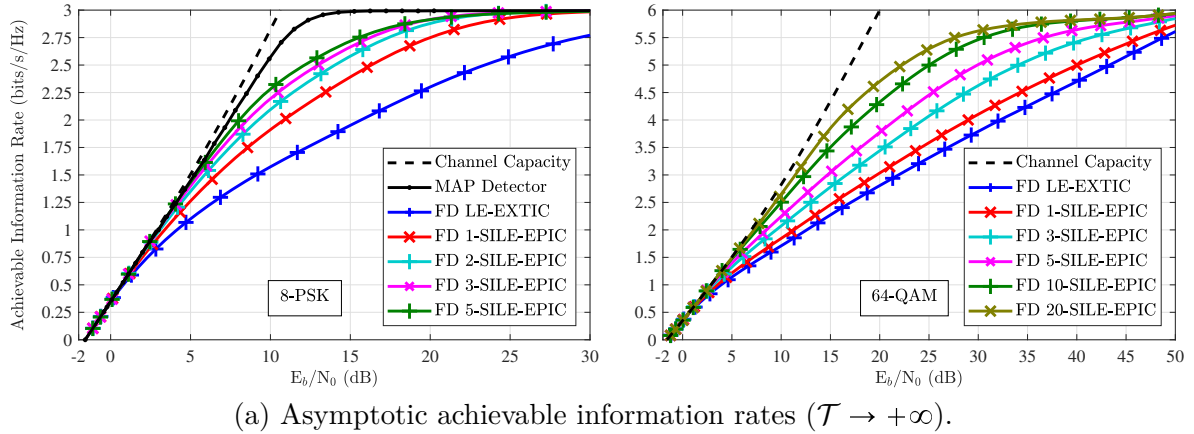 Achievable Information Rate (bits/s/Hz)
3
2.75
2.5
2.25
2
1.75
1.5
1.25
1
0.75
0.5
0.25
0
-2 0 5 10 15 20 25 30
E_b/N_0 (dB)
8-PSK
Channel Capacity
MAP Detector
FD LE-EXTIC
FD 1-SILE-EPIC
FD 2-SILE-EPIC
FD 3-SILE-EPIC
FD 5-SILE-EPIC
6
5.5
5
4.5
4
3.5
3
2.5
2
1.5
1
0.5
0
-2 0 5 10 15 20 25 30 35 40 45 50
E_b/N_0 (dB)
64-QAM
Channel Capacity
FD LE-EXTIC
FD 1-SILE-EPIC
FD 3-SILE-EPIC
FD 5-SILE-EPIC
FD 10-SILE-EPIC
FD 20-SILE-EPIC
(a) Asymptotic achievable information rates (𝒯 → +∞).